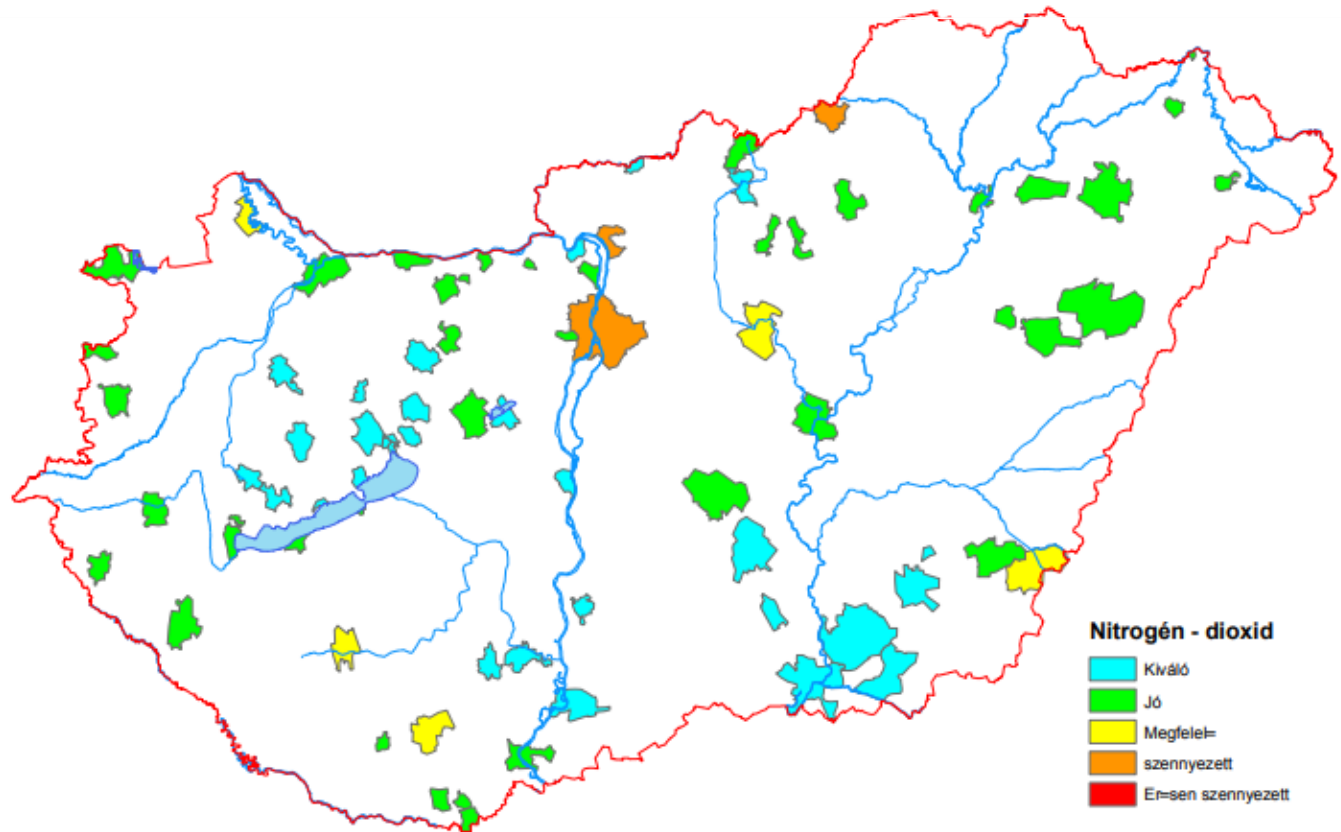 Nitrogén - dioxid
Kiváló
Jó
Megfelel=
szennyezett
Er=sen szennyezett